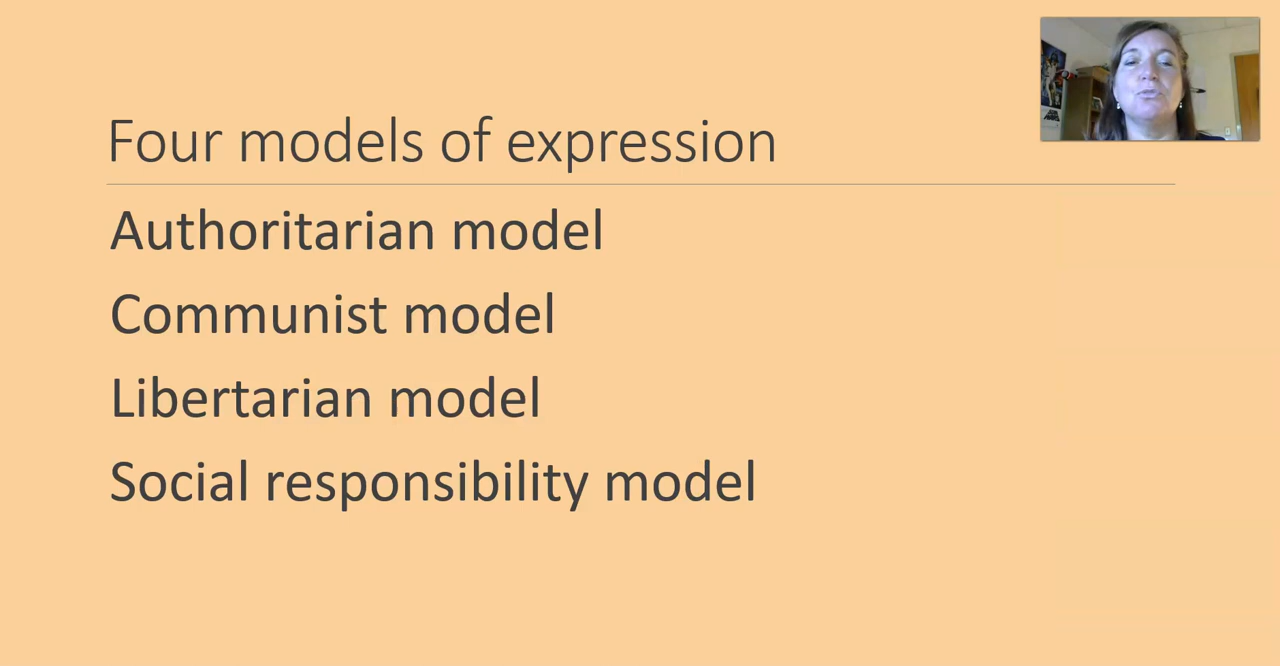 Four models of expression
Authoritarian model
Communist model
Libertarian model
Social responsibility model